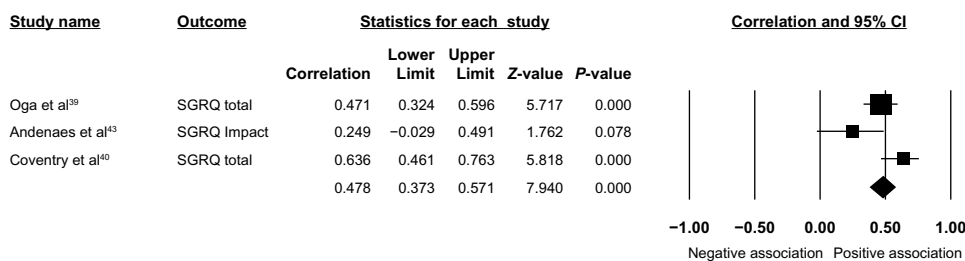 Study name Outcome Statistics for each study Correlation and 95% CI
Lower Upper
Correlation Limit Limit Z-value P-value
Oga et al³⁹ SGRQ total 0.471 0.324 0.596 5.717 0.000
Andenaes et al⁴³ SGRQ Impact 0.249 −0.029 0.491 1.762 0.078
Coventry et al⁴⁰ SGRQ total 0.636 0.461 0.763 5.818 0.000
0.478 0.373 0.571 7.940 0.000
−1.00 −0.50 0.00 0.50 1.00
Negative association Positive association